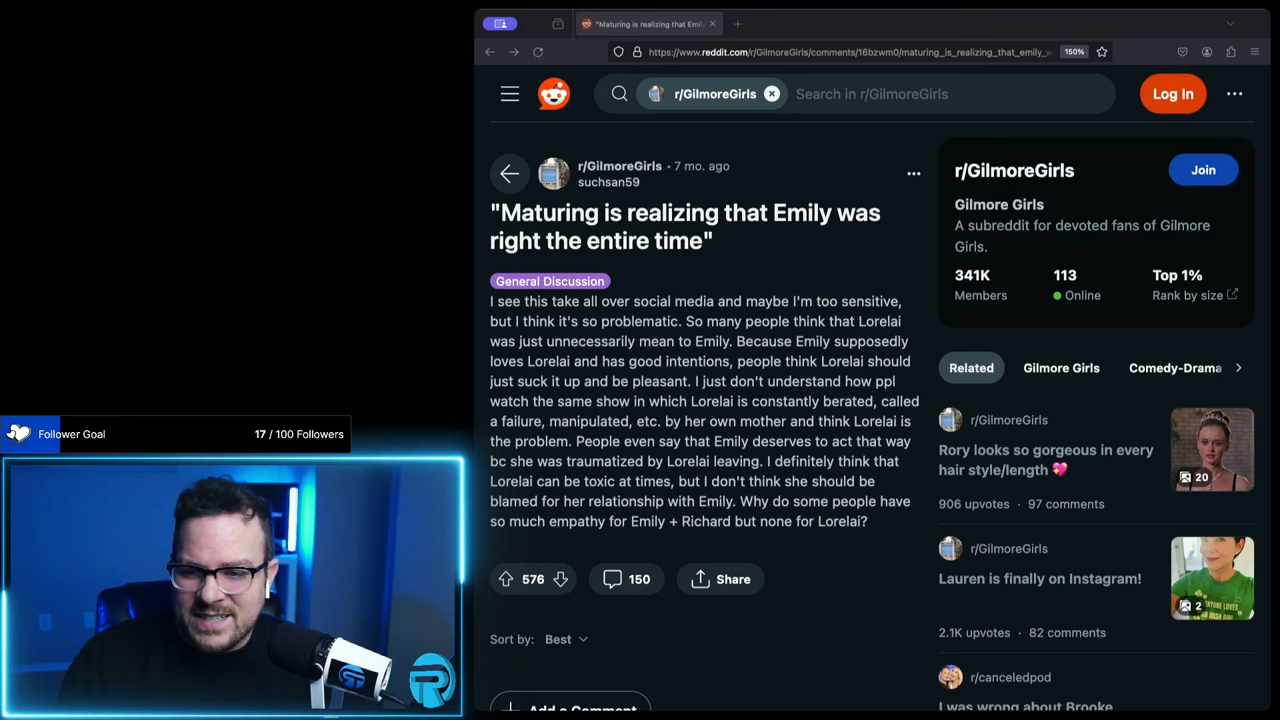 "Maturing is realizing that Emily
https://www.reddit.com/r/GilmoreGirls/comments/16bzwm0/maturing_is_realizing_that_emily_w
150%
r/GilmoreGirls
Search in r/GilmoreGirls
Log In
r/GilmoreGirls • 7 mo. ago
suchsan59
"Maturing is realizing that Emily was
right the entire time"
General Discussion
I see this take all over social media and maybe I'm too sensitive,
but I think it's so problematic. So many people think that Lorelai
was just unnecessarily mean to Emily. Because Emily supposedly
loves Lorelai and has good intentions, people think Lorelai should
just suck it up and be pleasant. I just don't understand how ppl
watch the same show in which Lorelai is constantly berated, called
a failure, manipulated, etc. by her own mother and think Lorelai is
the problem. People even say that Emily deserves to act that way
bc she was traumatized by Lorelai leaving. I definitely think that
Lorelai can be toxic at times, but I don't think she should be
blamed for her relationship with Emily. Why do some people have
so much empathy for Emily + Richard but none for Lorelai?
576
150
Share
Sort by: Best
Add a Comment
r/GilmoreGirls
Join
Gilmore Girls
A subreddit for devoted fans of Gilmore
Girls.
341K
113
Top 1%
Members
Online
Rank by size
Related
Gilmore Girls
Comedy-Drama
r/GilmoreGirls
Rory looks so gorgeous in every
hair style/length 💖
20
906 upvotes · 97 comments
r/GilmoreGirls
Lauren is finally on Instagram!
EVERYONE LOVES
AN IRISH GIRL
2
2.1K upvotes · 82 comments
r/canceledpod
I was wrong about Brooke
Follower Goal
17 / 100 Followers